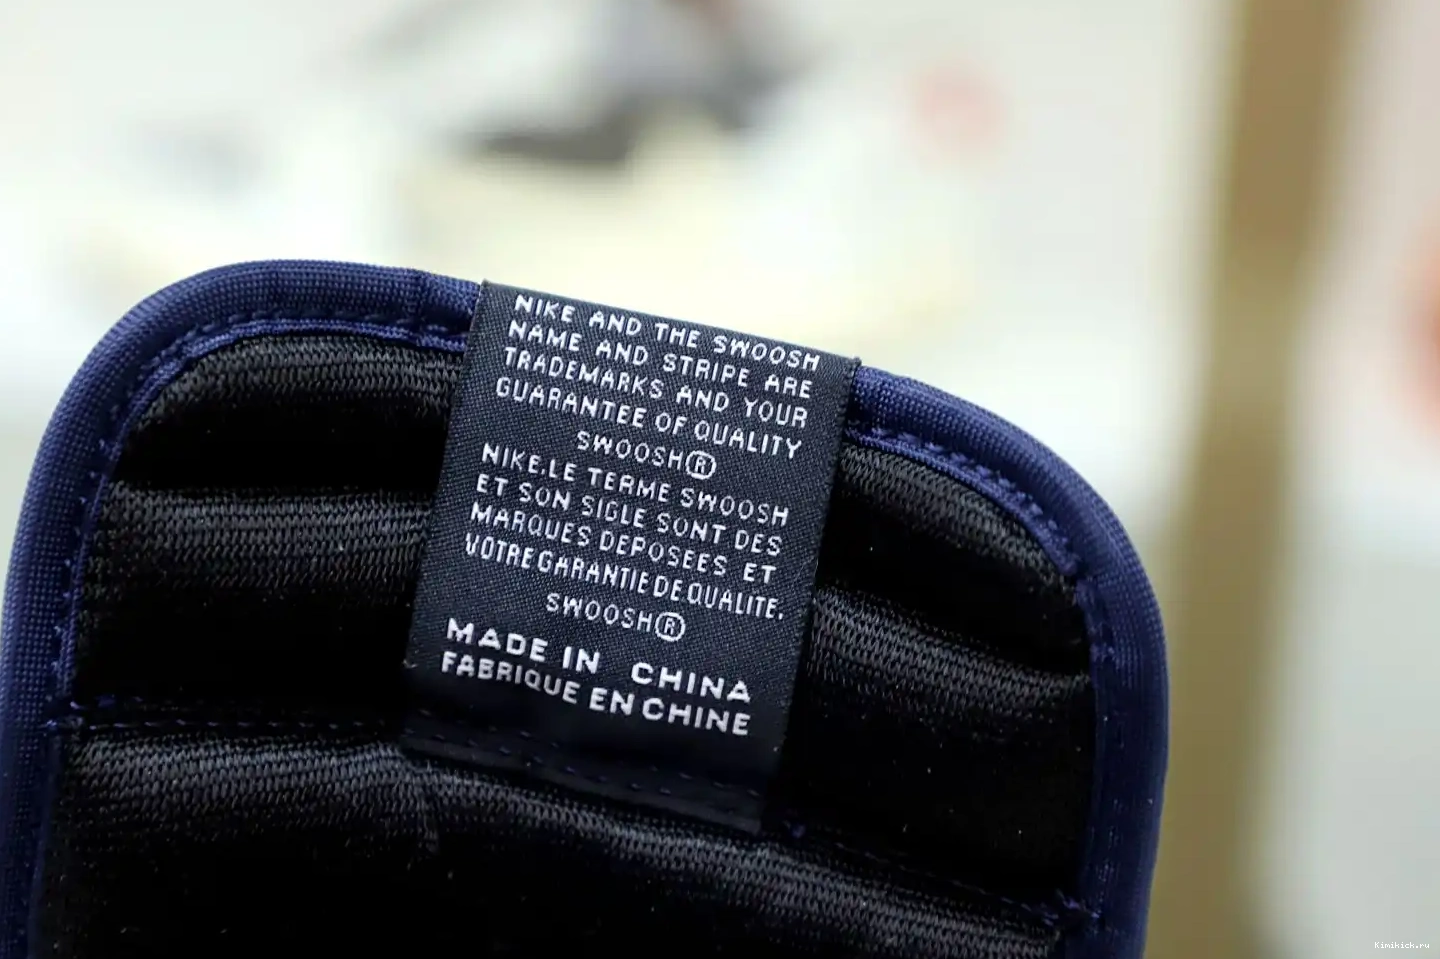 NIKE AND THE SWOOSH
NAME AND STRIPE ARE
TRADEMARKS AND YOUR
GUARANTEE OF QUALITY
SWOOSH®
NIKE.LE TERME SWOOSH
ET SON SIGLE SONT DES
MARQUES DEPOSEES ET
VOTRE GARANTIE DE QUALITE.
SWOOSH®
MADE IN CHINA
FABRIQUE EN CHINE
Kimikick.ru